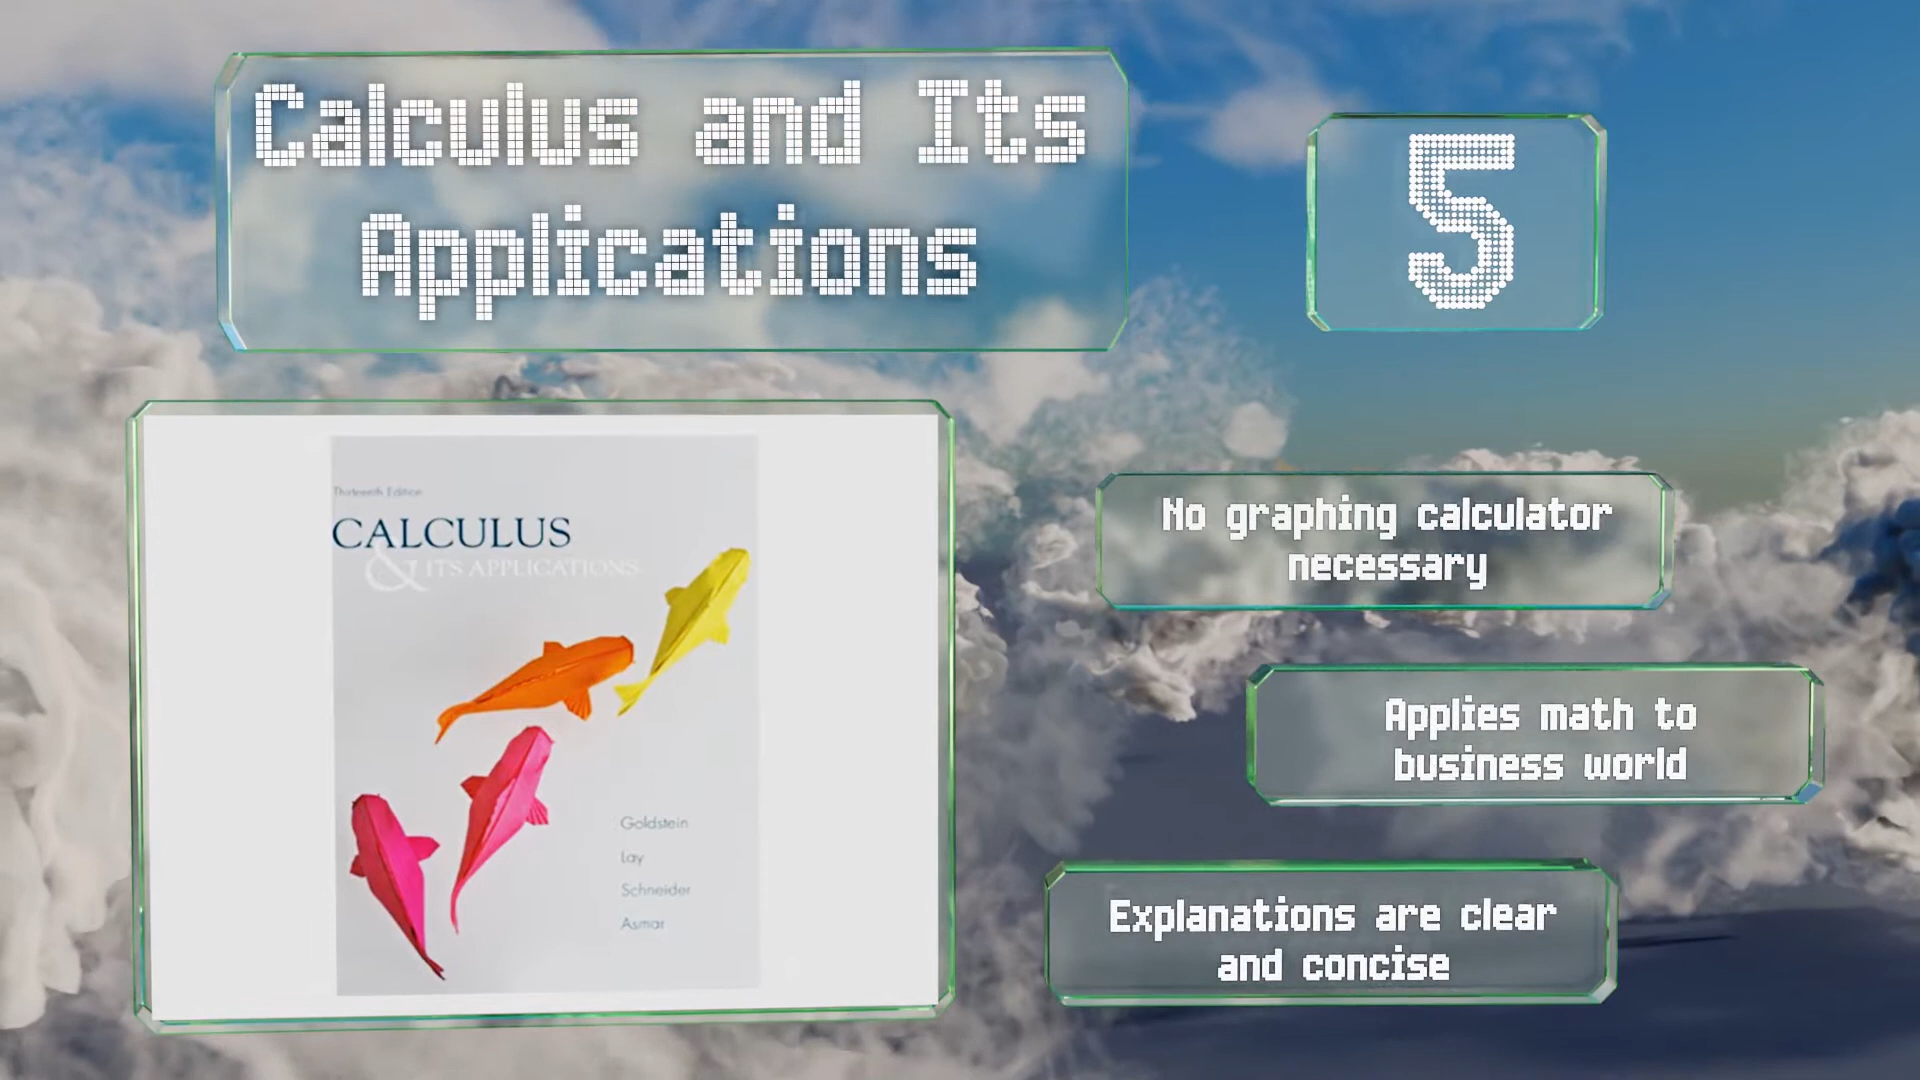 Calculus and Its
Applications
5
Thirteenth Edition
CALCULUS
& ITS APPLICATIONS
Goldstein
Lay
Schneider
Asmar
No graphing calculator
necessary
Applies math to
business world
Explanations are clear
and concise